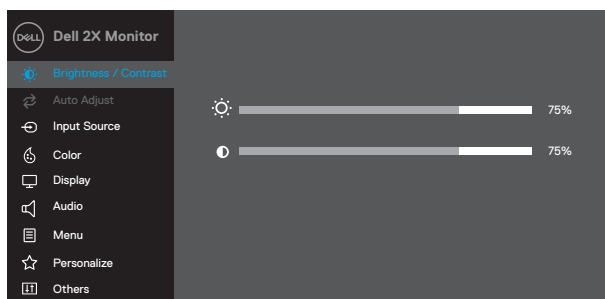 DELL Dell 2X Monitor
Brightness / Contrast
Auto Adjust
75%
Input Source
Color
75%
Display
Audio
Menu
Personalize
Others